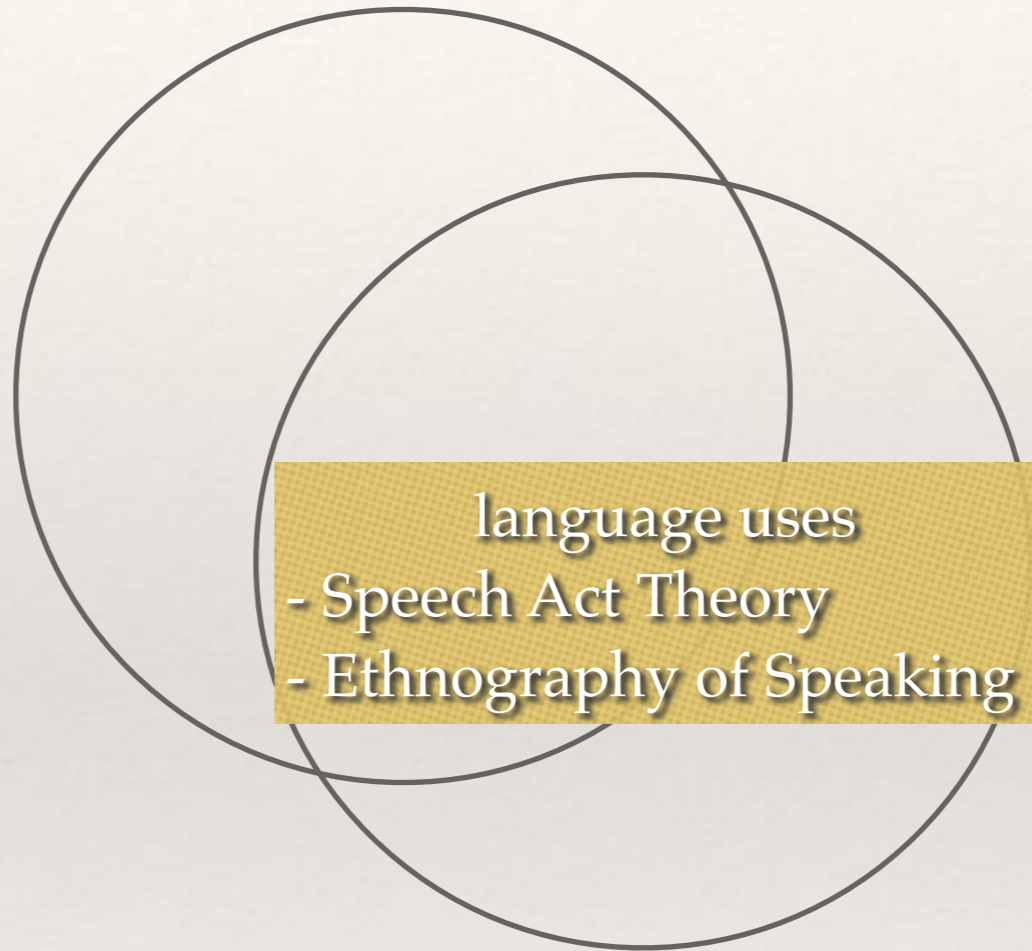 language uses
- Speech Act Theory
- Ethnography of Speaking